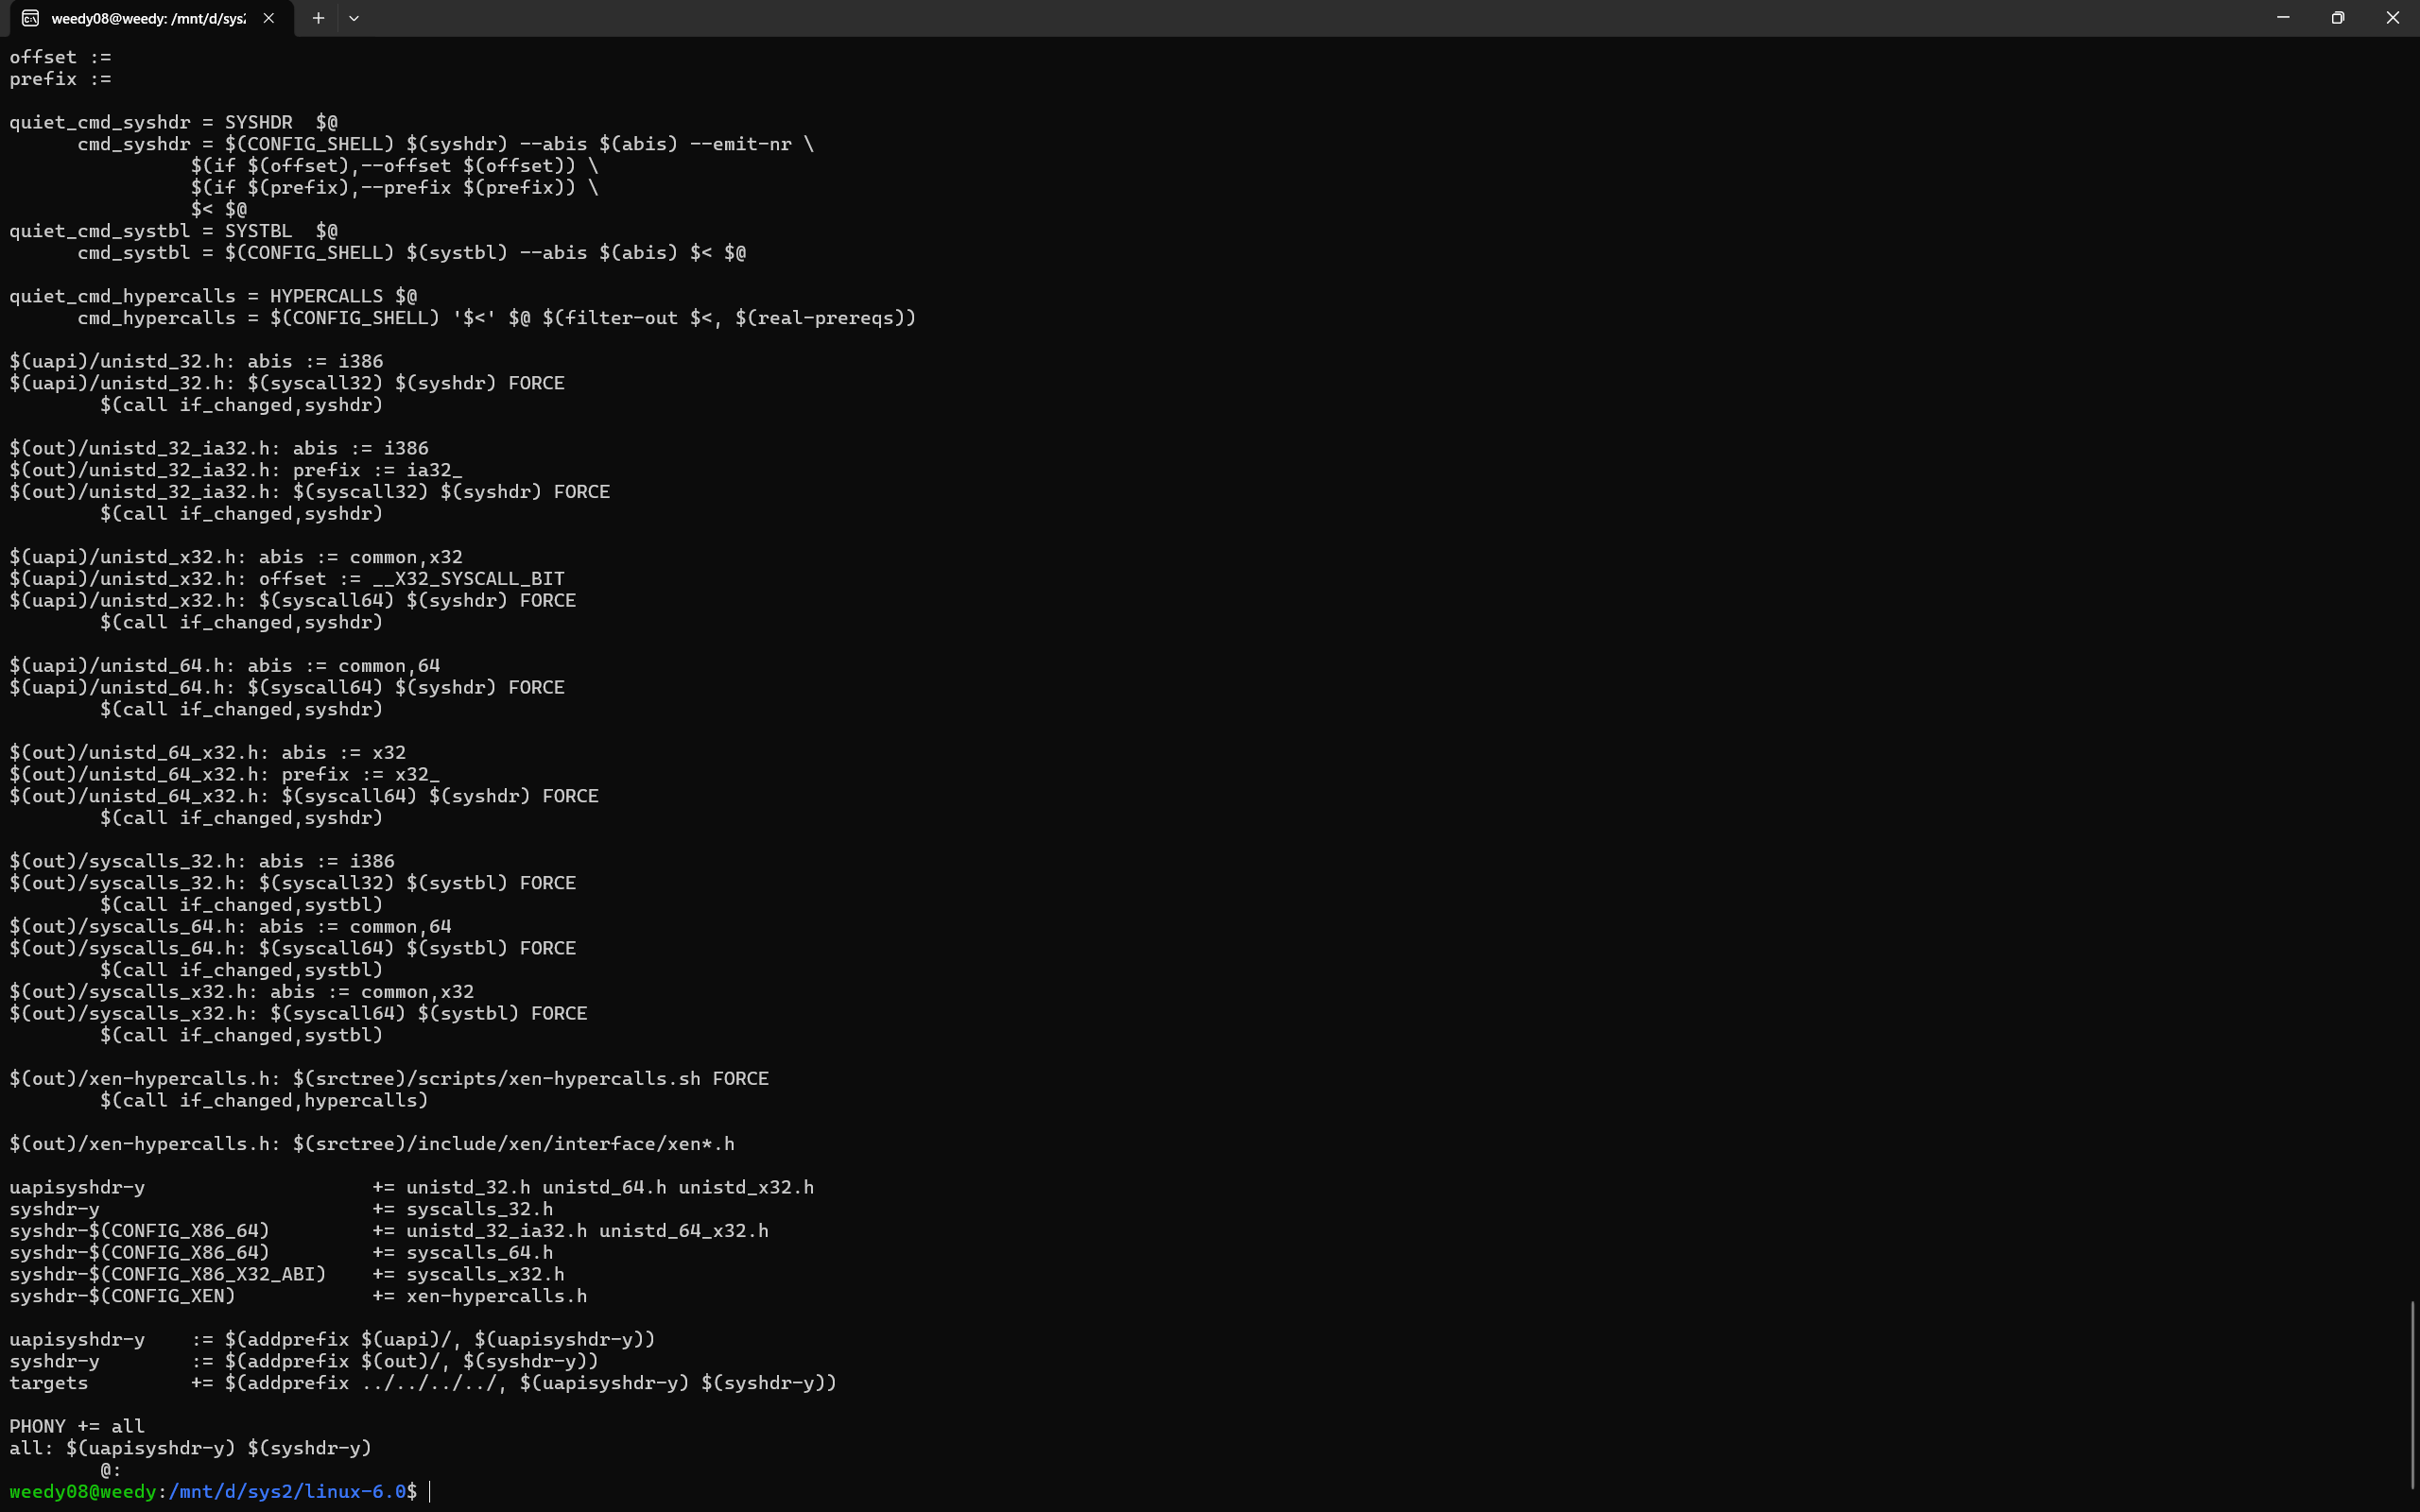 weedy08@weedy: /mnt/d/sys
offset :=
prefix :=
quiet_cmd_syshdr = SYSHDR  $@
      cmd_syshdr = $(CONFIG_SHELL) $(syshdr) --abis $(abis) --emit-nr \
                $(if $(offset),--offset $(offset)) \
                $(if $(prefix),--prefix $(prefix)) \
                $< $@
quiet_cmd_systbl = SYSTBL  $@
      cmd_systbl = $(CONFIG_SHELL) $(systbl) --abis $(abis) $< $@
quiet_cmd_hypercalls = HYPERCALLS $@
      cmd_hypercalls = $(CONFIG_SHELL) '$<' $@ $(filter-out $<, $(real-prereqs))
$(uapi)/unistd_32.h: abis := i386
$(uapi)/unistd_32.h: $(syscall32) $(syshdr) FORCE
        $(call if_changed,syshdr)
$(out)/unistd_32_ia32.h: abis := i386
$(out)/unistd_32_ia32.h: prefix := ia32_
$(out)/unistd_32_ia32.h: $(syscall32) $(syshdr) FORCE
        $(call if_changed,syshdr)
$(uapi)/unistd_x32.h: abis := common,x32
$(uapi)/unistd_x32.h: offset := __X32_SYSCALL_BIT
$(uapi)/unistd_x32.h: $(syscall64) $(syshdr) FORCE
        $(call if_changed,syshdr)
$(uapi)/unistd_64.h: abis := common,64
$(uapi)/unistd_64.h: $(syscall64) $(syshdr) FORCE
        $(call if_changed,syshdr)
$(out)/unistd_64_x32.h: abis := x32
$(out)/unistd_64_x32.h: prefix := x32_
$(out)/unistd_64_x32.h: $(syscall64) $(syshdr) FORCE
        $(call if_changed,syshdr)
$(out)/syscalls_32.h: abis := i386
$(out)/syscalls_32.h: $(syscall32) $(systbl) FORCE
        $(call if_changed,systbl)
$(out)/syscalls_64.h: abis := common,64
$(out)/syscalls_64.h: $(syscall64) $(systbl) FORCE
        $(call if_changed,systbl)
$(out)/syscalls_x32.h: abis := common,x32
$(out)/syscalls_x32.h: $(syscall64) $(systbl) FORCE
        $(call if_changed,systbl)
$(out)/xen-hypercalls.h: $(srctree)/scripts/xen-hypercalls.sh FORCE
        $(call if_changed,hypercalls)
$(out)/xen-hypercalls.h: $(srctree)/include/xen/interface/xen*.h
uapisyshdr-y                    += unistd_32.h unistd_64.h unistd_x32.h
syshdr-y                        += syscalls_32.h
syshdr-$(CONFIG_X86_64)         += unistd_32_ia32.h unistd_64_x32.h
syshdr-$(CONFIG_X86_64)         += syscalls_64.h
syshdr-$(CONFIG_X86_X32_ABI)    += syscalls_x32.h
syshdr-$(CONFIG_XEN)            += xen-hypercalls.h
uapisyshdr-y    := $(addprefix $(uapi)/, $(uapisyshdr-y))
syshdr-y        := $(addprefix $(out)/, $(syshdr-y))
targets         += $(addprefix ../../../../, $(uapisyshdr-y) $(syshdr-y))
PHONY += all
all: $(uapisyshdr-y) $(syshdr-y)
        @:
weedy08@weedy:/mnt/d/sys2/linux-6.0$